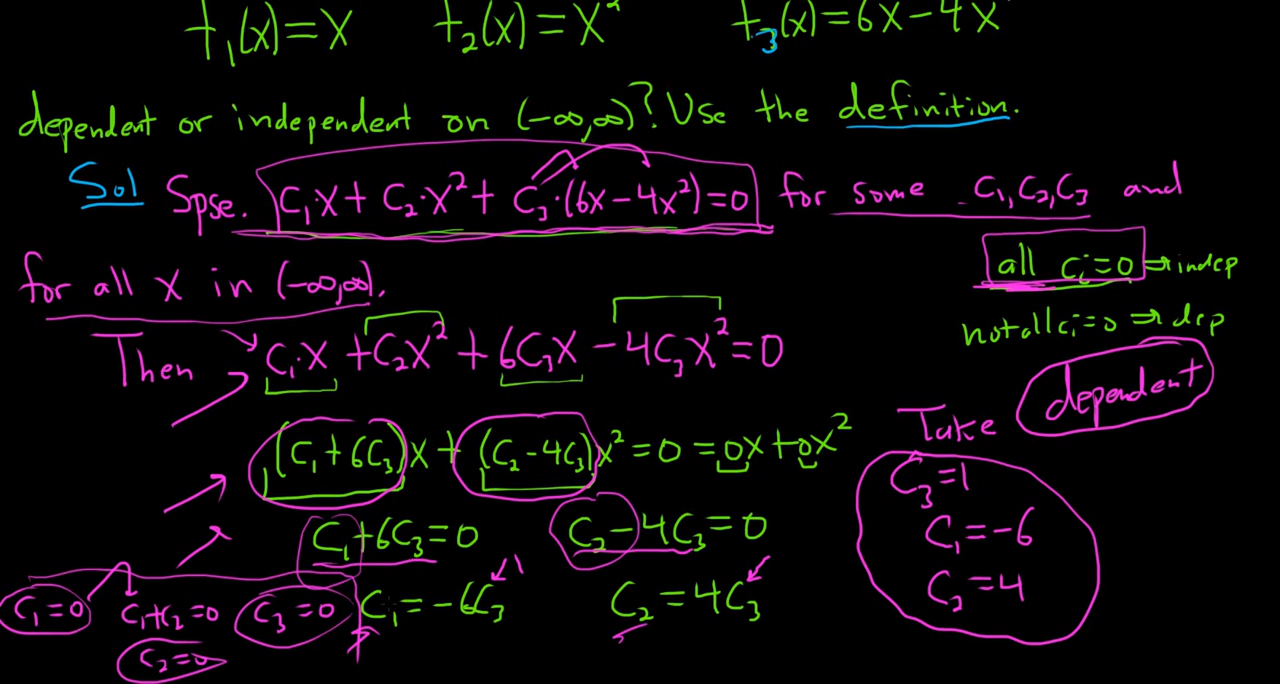 f₁(x)=x f₂(x)=x² f₃(x)=6x-4x²
dependent or independent on (-∞,∞)? Use the definition.
Sol Spse. C₁·x + C₂·x² + C₃·(6x-4x²)=0 for some C₁,C₂,C₃ and
for all x in (-∞,∞).
all cᵢ=0 ⇒ indep
not all cᵢ=0 ⇒ dep
Then C₁·x + C₂x² + 6C₃x - 4C₃x² = 0
dependent
(C₁+6C₃)x + (C₂-4C₃)x² = 0 = 0x + 0x²
Take
C₃=1
C₁+6C₃=0 C₂-4C₃=0
C₁=-6
C₁=0 C₁+C₂=0 C₃=0 C₁=-6C₃ 1 C₂=4C₃
C₂=4
C₂=0